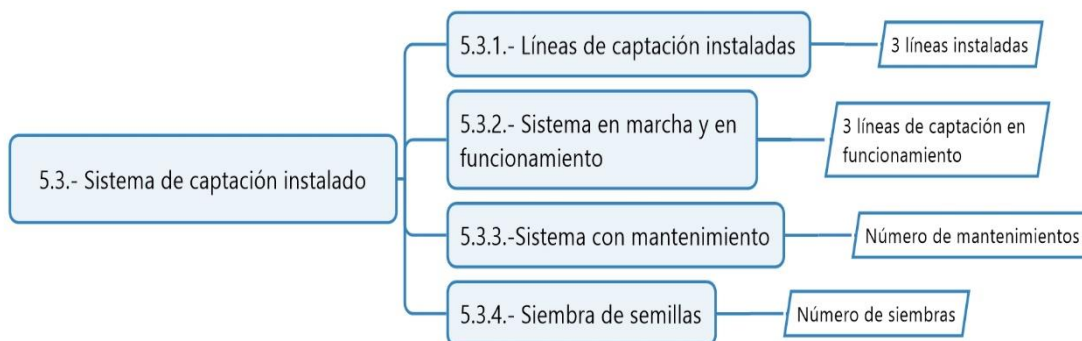 5.3.- Sistema de captación instalado
5.3.1.- Líneas de captación instaladas
3 líneas instaladas
5.3.2.- Sistema en marcha y en
funcionamiento
3 líneas de captación en
funcionamiento
5.3.3.-Sistema con mantenimiento
Número de mantenimientos
5.3.4.- Siembra de semillas
Número de siembras